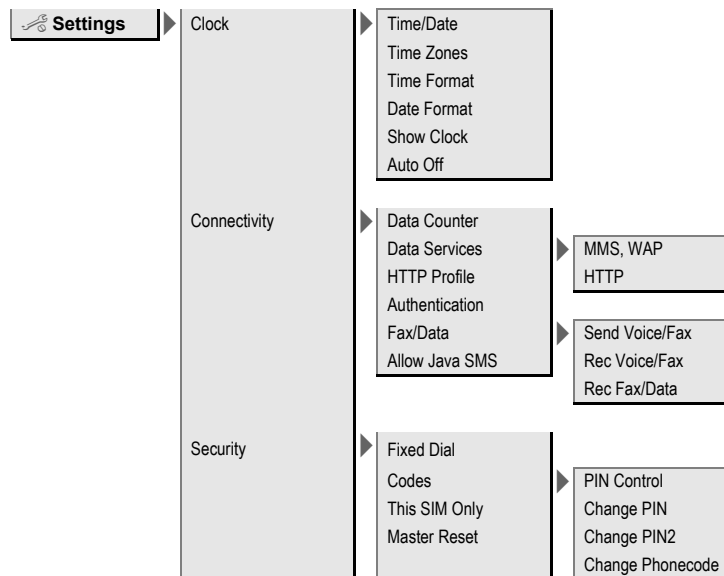 Settings
Clock
Time/Date
Time Zones
Time Format
Date Format
Show Clock
Auto Off
Connectivity
Data Counter
Data Services
MMS, WAP
HTTP
HTTP Profile
Authentication
Fax/Data
Send Voice/Fax
Rec Voice/Fax
Rec Fax/Data
Allow Java SMS
Security
Fixed Dial
Codes
PIN Control
Change PIN
Change PIN2
Change Phonecode
This SIM Only
Master Reset